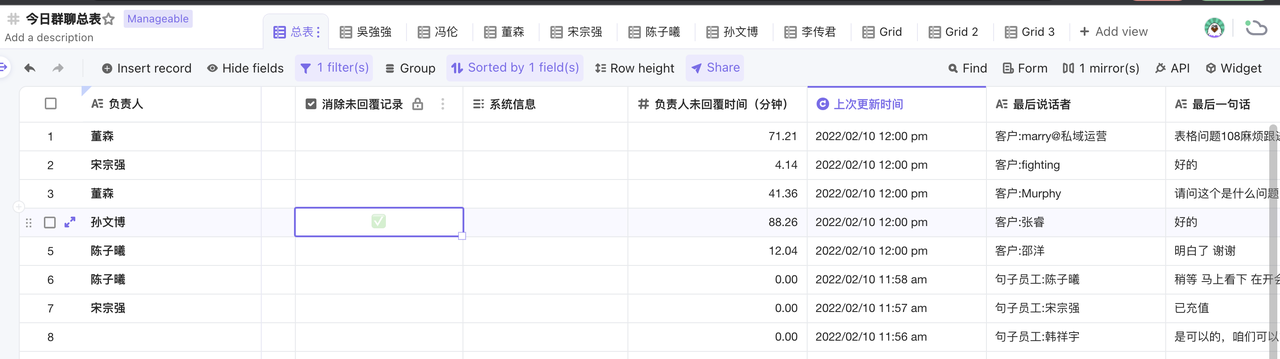 今日群聊总表 Manageable
Add a description
总表 吳強強 冯伦 董森 宋宗强 陈子曦 孙文博 李传君 Grid Grid 2 Grid 3 Add view
Insert record Hide fields 1 filter(s) Group Sorted by 1 field(s) Row height Share Find Form 1 mirror(s) API Widget
负责人 消除未回覆记录 系统信息 负责人未回覆时间（分钟） 上次更新时间 最后说话者 最后一句话
1 董森 71.21 2022/02/10 12:00 pm 客户:marry@私域运营 表格问题108麻烦跟
2 宋宗强 4.14 2022/02/10 12:00 pm 客户:fighting 好的
3 董森 41.36 2022/02/10 12:00 pm 客户:Murphy 请问这个是什么问题
孙文博 88.26 2022/02/10 12:00 pm 客户:张睿 好的
5 陈子曦 12.04 2022/02/10 12:00 pm 客户:邵洋 明白了 谢谢
6 陈子曦 0.00 2022/02/10 11:58 am 句子员工:陈子曦 稍等 马上看下 在开会
7 宋宗强 0.00 2022/02/10 11:57 am 句子员工:宋宗强 已充值
8 0.00 2022/02/10 11:56 am 句子员工:韩祥宇 是可以的，咱们可以